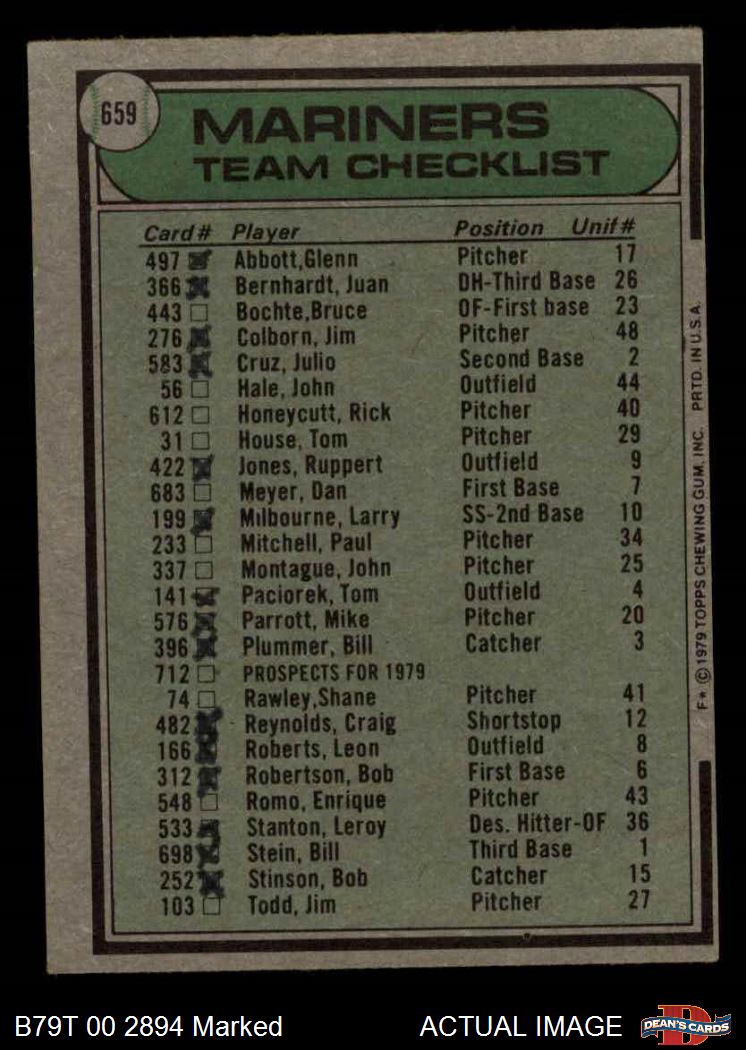 659
MARINERS
TEAM CHECKLIST
Card# Player Position Unif#
497 Abbott,Glenn Pitcher 17
366 Bernhardt, Juan DH-Third Base 26
443 Bochte,Bruce OF-First base 23
276 Colborn, Jim Pitcher 48
583 Cruz, Julio Second Base 2
56 Hale, John Outfield 44
612 Honeycutt, Rick Pitcher 40
31 House, Tom Pitcher 29
422 Jones, Ruppert Outfield 9
683 Meyer, Dan First Base 7
199 Milbourne, Larry SS-2nd Base 10
233 Mitchell, Paul Pitcher 34
337 Montague, John Pitcher 25
141 Paciorek, Tom Outfield 4
576 Parrott, Mike Pitcher 20
396 Plummer, Bill Catcher 3
712 PROSPECTS FOR 1979
74 Rawley,Shane Pitcher 41
482 Reynolds, Craig Shortstop 12
166 Roberts, Leon Outfield 8
312 Robertson, Bob First Base 6
548 Romo, Enrique Pitcher 43
533 Stanton, Leroy Des. Hitter-OF 36
698 Stein, Bill Third Base 1
252 Stinson, Bob Catcher 15
103 Todd, Jim Pitcher 27
F* © 1979 TOPPS CHEWING GUM, INC. PRTD. IN U.S.A.
B79T 00 2894 Marked ACTUAL IMAGE
D
DEAN'S CARDS